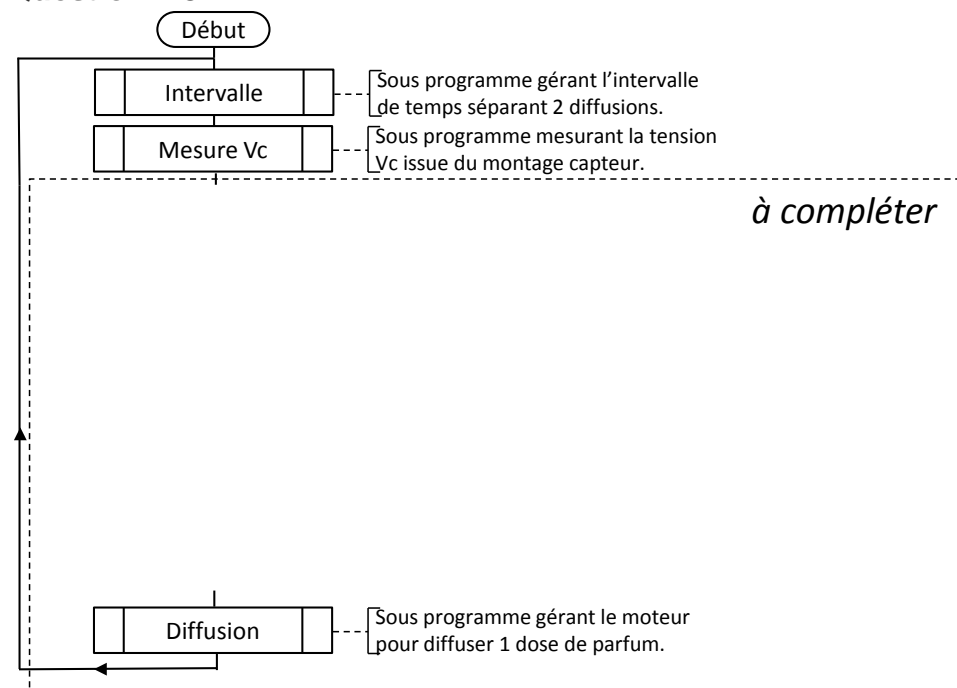 Début
Intervalle
Sous programme gérant l'intervalle
de temps séparant 2 diffusions.
Mesure Vc
Sous programme mesurant la tension
Vc issue du montage capteur.
à compléter
Diffusion
Sous programme gérant le moteur
pour diffuser 1 dose de parfum.